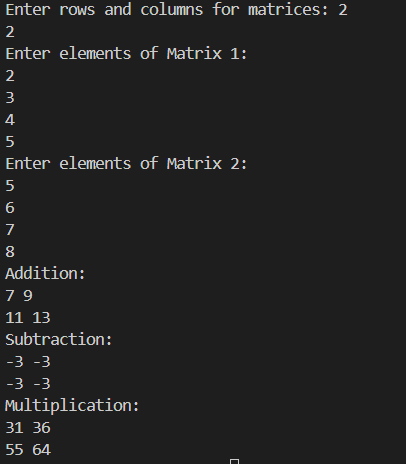 Enter rows and columns for matrices: 2
2
Enter elements of Matrix 1:
2
3
4
5
Enter elements of Matrix 2:
5
6
7
8
Addition:
7 9
11 13
Subtraction:
-3 -3
-3 -3
Multiplication:
31 36
55 64